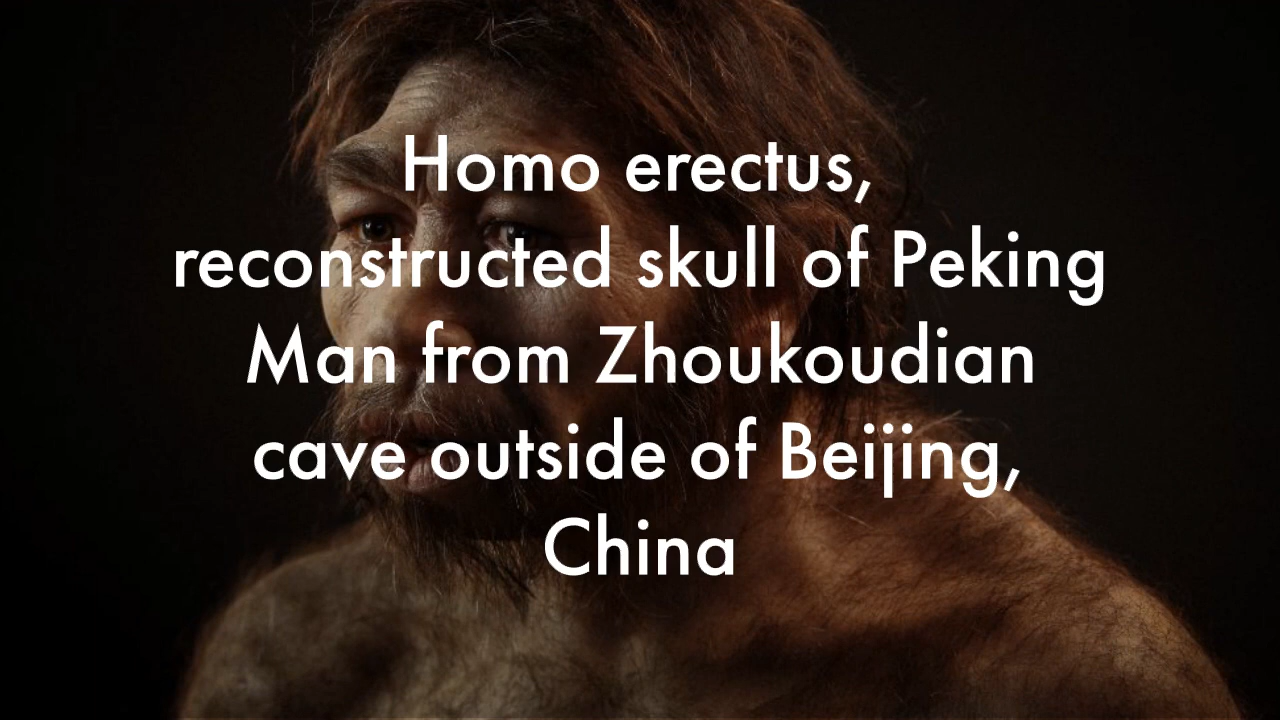 Homo erectus,
reconstructed skull of Peking
Man from Zhoukoudian
cave outside of Beijing,
China